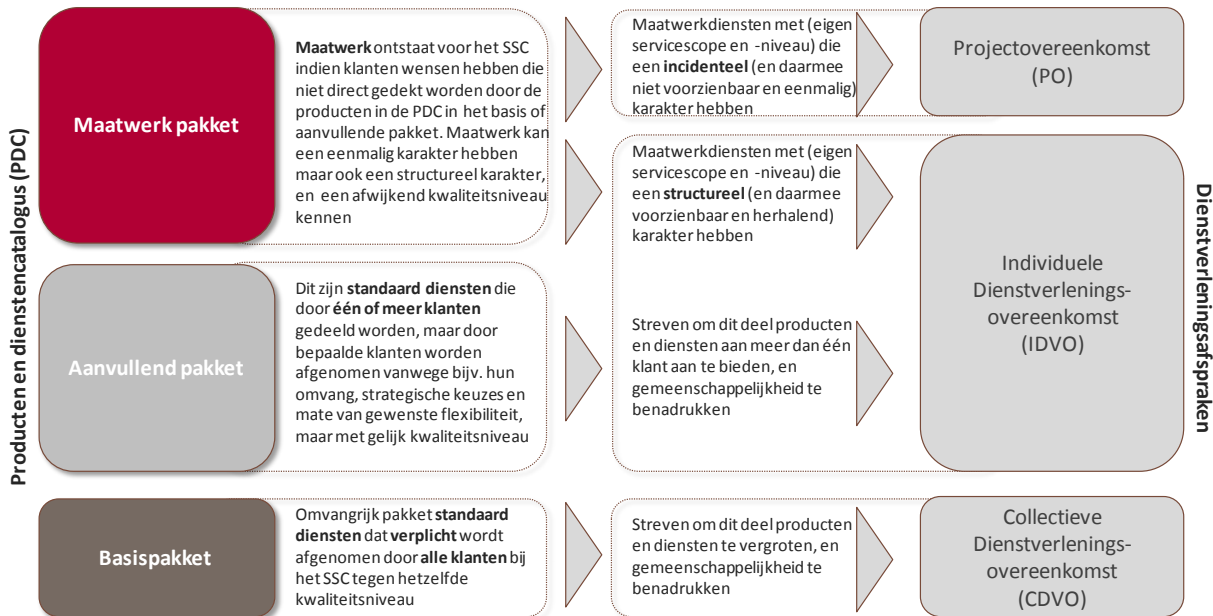 Producten en dienstencatalogus (PDC)
Maatwerk pakket
Maatwerk ontstaat voor het SSC
indien klanten wensen hebben die
niet direct gedekt worden door de
producten in de PDC in het basis of
aanvullende pakket. Maatwerk kan
een eenmalig karakter hebben
maar ook een structureel karakter,
en een afwijkend kwaliteitsniveau
kennen
Maatwerkdiensten met (eigen
servicescope en -niveau) die
een incidenteel (en daarmee
niet voorzienbaar en eenmalig)
karakter hebben
Projectovereenkomst
(PO)
Maatwerkdiensten met (eigen
servicescope en -niveau) die
een structureel (en daarmee
voorzienbaar en herhalend)
karakter hebben
Individuele
Dienstverlenings-
overeenkomst
(IDVO)
Aanvullend pakket
Dit zijn standaard diensten die
door één of meer klanten
gedeeld worden, maar door
bepaalde klanten worden
afgenomen vanwege bijv. hun
omvang, strategische keuzes en
mate van gewenste flexibiliteit,
maar met gelijk kwaliteitsniveau
Streven om dit deel producten
en diensten aan meer dan één
klant aan te bieden, en
gemeenschappelijkheid te
benadrukken
Basispakket
Omvangrijk pakket standaard
diensten dat verplicht wordt
afgenomen door alle klanten bij
het SSC tegen hetzelfde
kwaliteitsniveau
Streven om dit deel producten
en diensten te vergroten, en
gemeenschappelijkheid te
benadrukken
Collectieve
Dienstverlenings-
overeenkomst
(CDVO)
Dienstverleningsafspraken